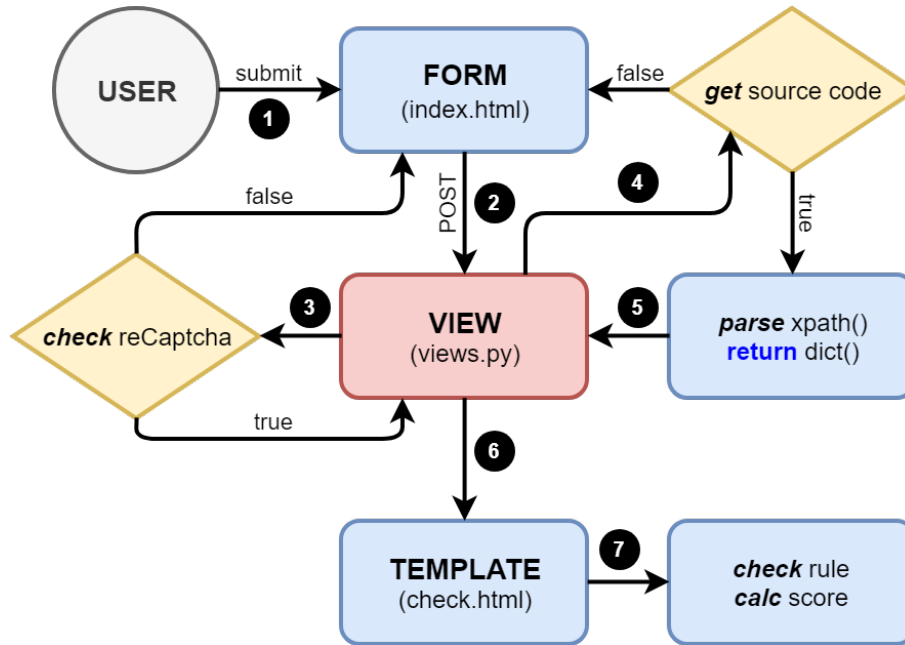 USER
submit
1
FORM
(index.html)
false
get source code
false
POST
2
4
true
check reCaptcha
3
VIEW
(views.py)
5
parse xpath()
return dict()
true
6
TEMPLATE
(check.html)
7
check rule
calc score